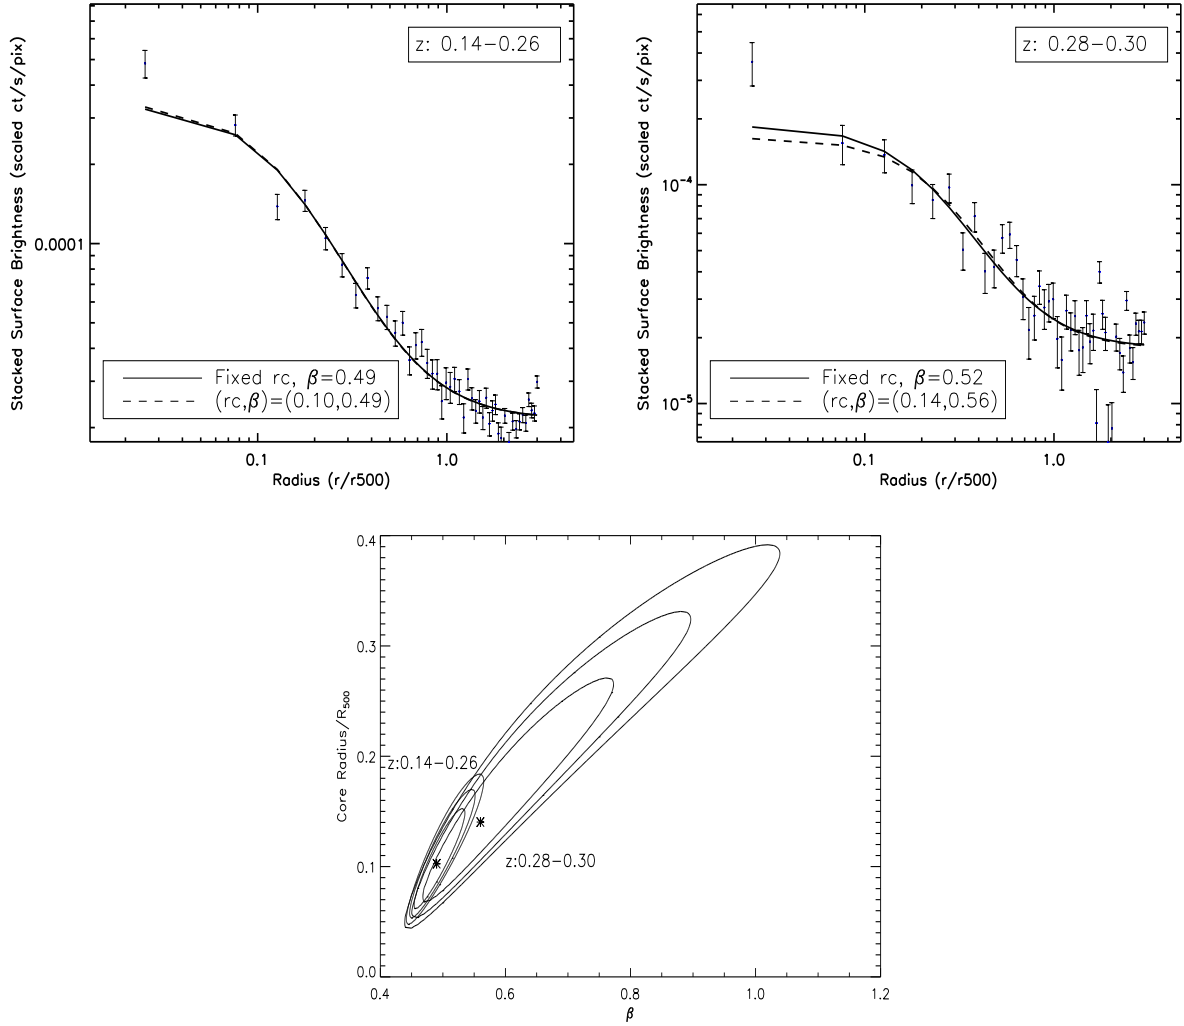 z: 0.14−0.26
Stacked Surface Brightness (scaled ct/s/pix)
0.0001
Fixed rc, β=0.49
(rc,β)=(0.10,0.49)
0.1
1.0
Radius (r/r500)
z: 0.28−0.30
Stacked Surface Brightness (scaled ct/s/pix)
10⁻⁴
10⁻⁵
Fixed rc, β=0.52
(rc,β)=(0.14,0.56)
0.1
1.0
Radius (r/r500)
Core Radius/R₅₀₀
0.4
0.3
0.2
0.1
0.0
z:0.14−0.26
z:0.28−0.30
0.4
0.6
0.8
1.0
1.2
β